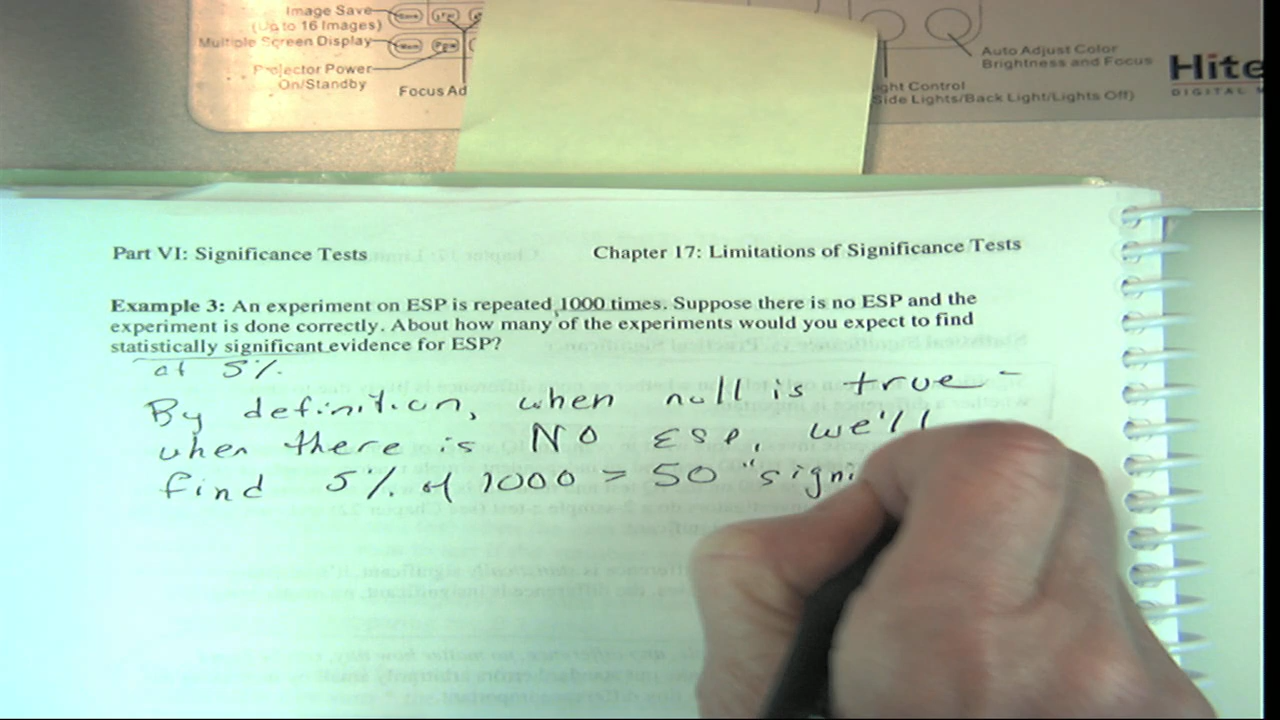 Image Save
(Up to 16 Images)
Multiple Screen Display
Projector Power
On/Standby
Focus Ad
Auto Adjust Color
Brightness and Focus
ght Control
Side Lights/Back Light/Lights Off)
Hite
DIGITAL
Part VI: Significance Tests
Chapter 17: Limitations of Significance Tests
Example 3: An experiment on ESP is repeated 1000 times. Suppose there is no ESP and the
experiment is done correctly. About how many of the experiments would you expect to find
statistically significant evidence for ESP?
at 5%.
By definition, when null is true -
when there is NO ESP, we'll
find 5% of 1000 = 50 "signi